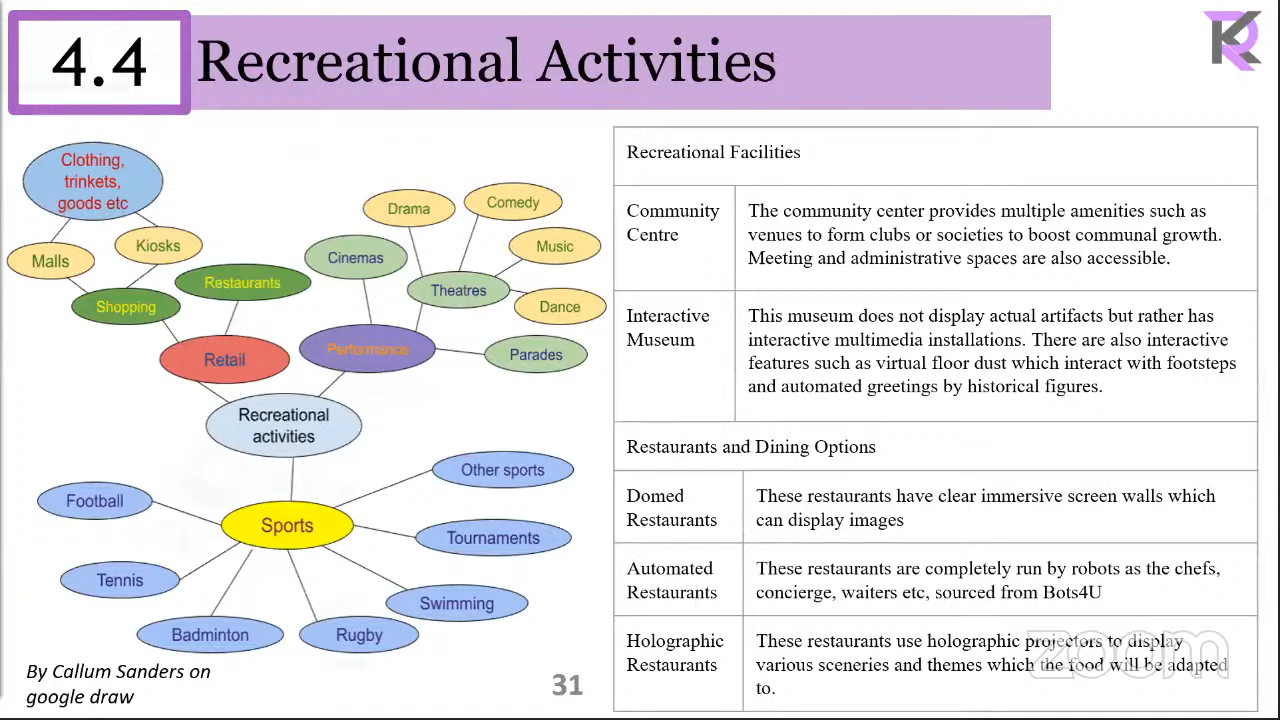 4.4
Recreational Activities
Clothing,
trinkets,
goods etc
Malls
Kiosks
Shopping
Restaurants
Retail
Drama
Comedy
Cinemas
Music
Theatres
Dance
Performance
Parades
Recreational
activities
Other sports
Football
Sports
Tournaments
Tennis
Swimming
Badminton
Rugby
By Callum Sanders on
google draw
31
Recreational Facilities
Community
Centre
The community center provides multiple amenities such as
venues to form clubs or societies to boost communal growth.
Meeting and administrative spaces are also accessible.
Interactive
Museum
This museum does not display actual artifacts but rather has
interactive multimedia installations. There are also interactive
features such as virtual floor dust which interact with footsteps
and automated greetings by historical figures.
Restaurants and Dining Options
Domed
Restaurants
These restaurants have clear immersive screen walls which
can display images
Automated
Restaurants
These restaurants are completely run by robots as the chefs,
concierge, waiters etc, sourced from Bots4U
Holographic
Restaurants
These restaurants use holographic projectors to display
various sceneries and themes which the food will be adapted
to.
zoom